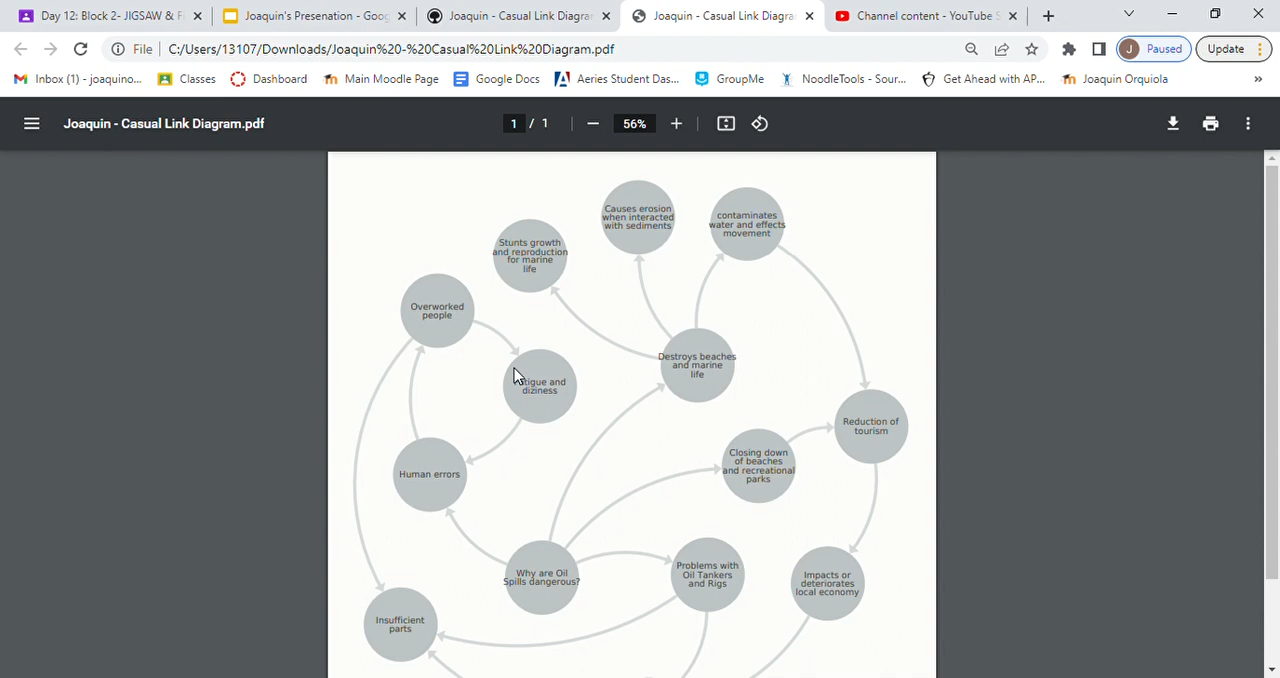 Day 12: Block 2- JIGSAW & F
Joaquin's Presenation - Goog
Joaquin - Casual Link Diagra
Joaquin - Casual Link Diagra
Channel content - YouTube S
File
C:/Users/13107/Downloads/Joaquin%20-%20Casual%20Link%20Diagram.pdf
J
Paused
Update
Inbox (1) - joaquino...
Classes
Dashboard
Main Moodle Page
Google Docs
Aeries Student Das...
GroupMe
NoodleTools - Sour...
Get Ahead with AP...
Joaquin Orquiola
Joaquin - Casual Link Diagram.pdf
1 / 1
56%
Causes erosion
when interacted
with sediments
contaminates
water and effects
movement
Stunts growth
and reproduction
for marine
life
Overworked
people
Destroys beaches
and marine
life
tigue and
diziness
Reduction of
tourism
Closing down
of beaches
and recreational
parks
Human errors
Why are Oil
Spills dangerous?
Problems with
Oil Tankers
and Rigs
Impacts or
deteriorates
local economy
Insufficient
parts